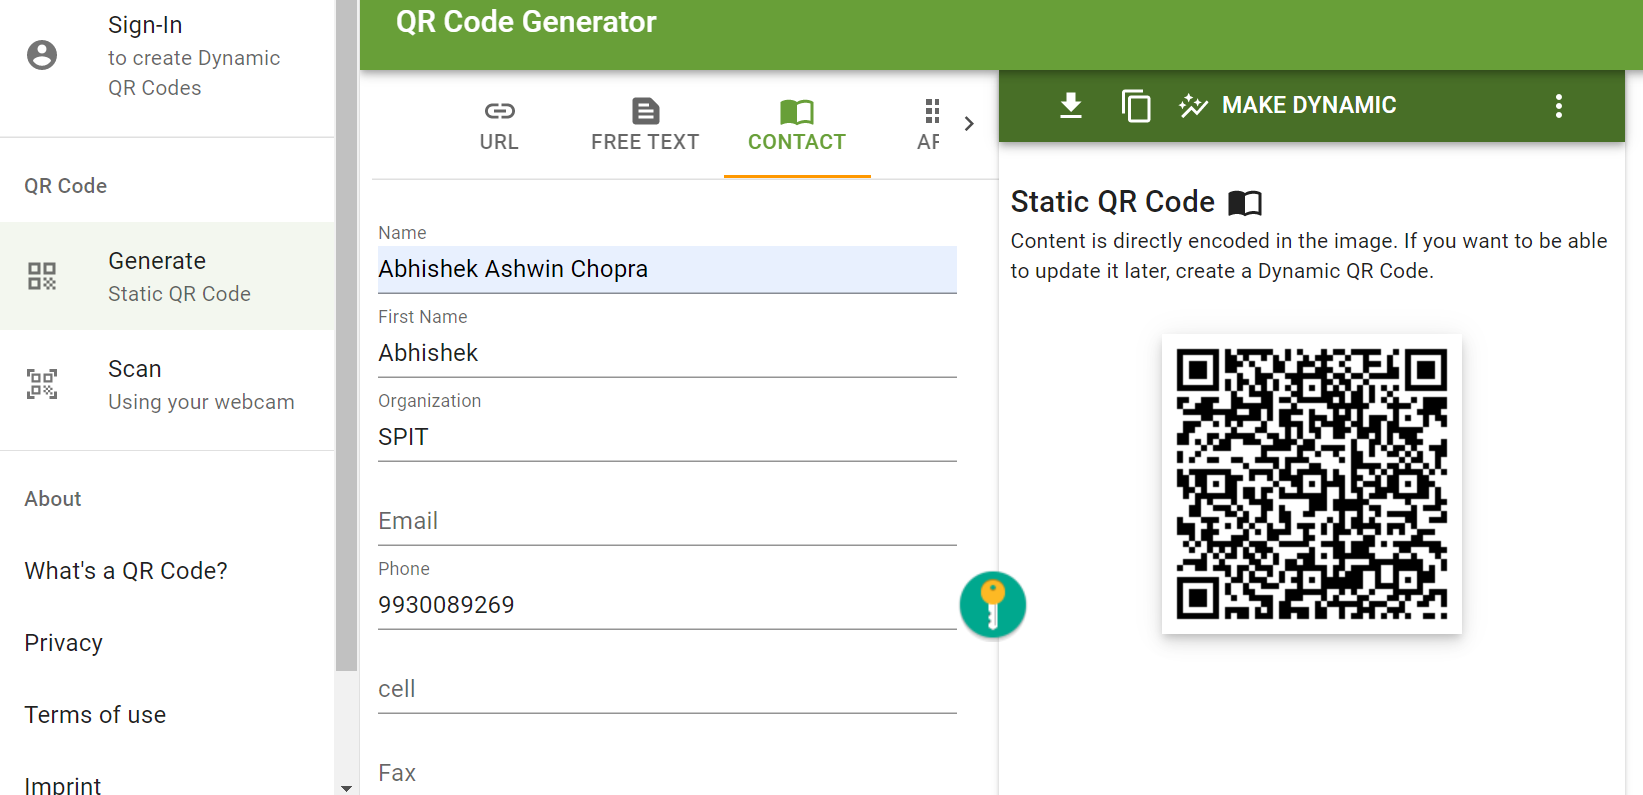 Sign-In
to create Dynamic
QR Codes
QR Code
Generate
Static QR Code
Scan
Using your webcam
About
What's a QR Code?
Privacy
Terms of use
Imprint
QR Code Generator
URL
FREE TEXT
CONTACT
Name
Abhishek Ashwin Chopra
First Name
Abhishek
Organization
SPIT
Email
Phone
9930089269
cell
Fax
MAKE DYNAMIC
Static QR Code
Content is directly encoded in the image. If you want to be able
to update it later, create a Dynamic QR Code.